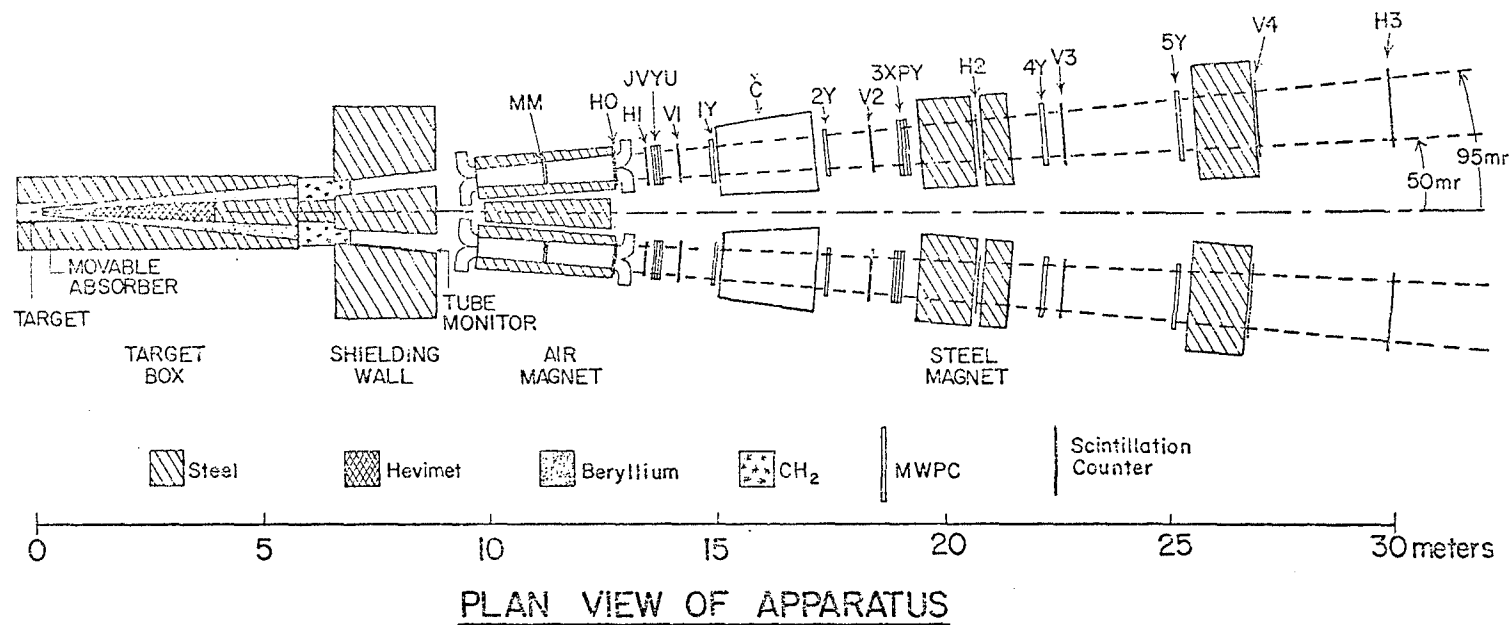 H3
V4
5Y
V3
4Y
H2
3XPY
V2
2Y
Č
1Y
V1
JVYU
H1
HO
MM
95mr
50mr
MOVABLE
ABSORBER
TARGET
TUBE
MONITOR
TARGET
BOX
SHIELDING
WALL
AIR
MAGNET
STEEL
MAGNET
Steel
Hevimet
Beryllium
CH₂
MWPC
Scintillation
Counter
0 5 10 15 20 25 30 meters
PLAN VIEW OF APPARATUS